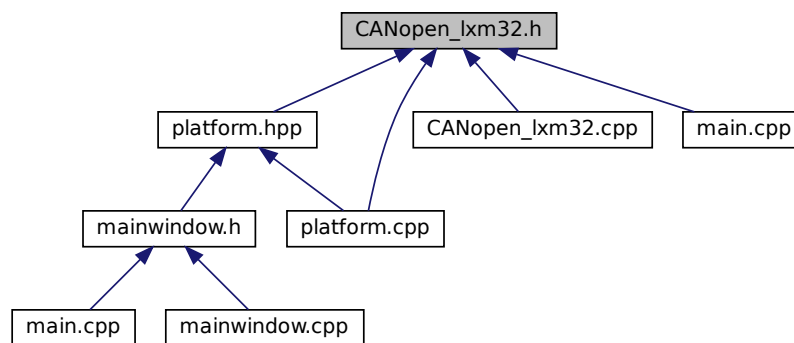 CANopen_lxm32.h
platform.hpp
CANopen_lxm32.cpp
main.cpp
mainwindow.h
platform.cpp
main.cpp
mainwindow.cpp